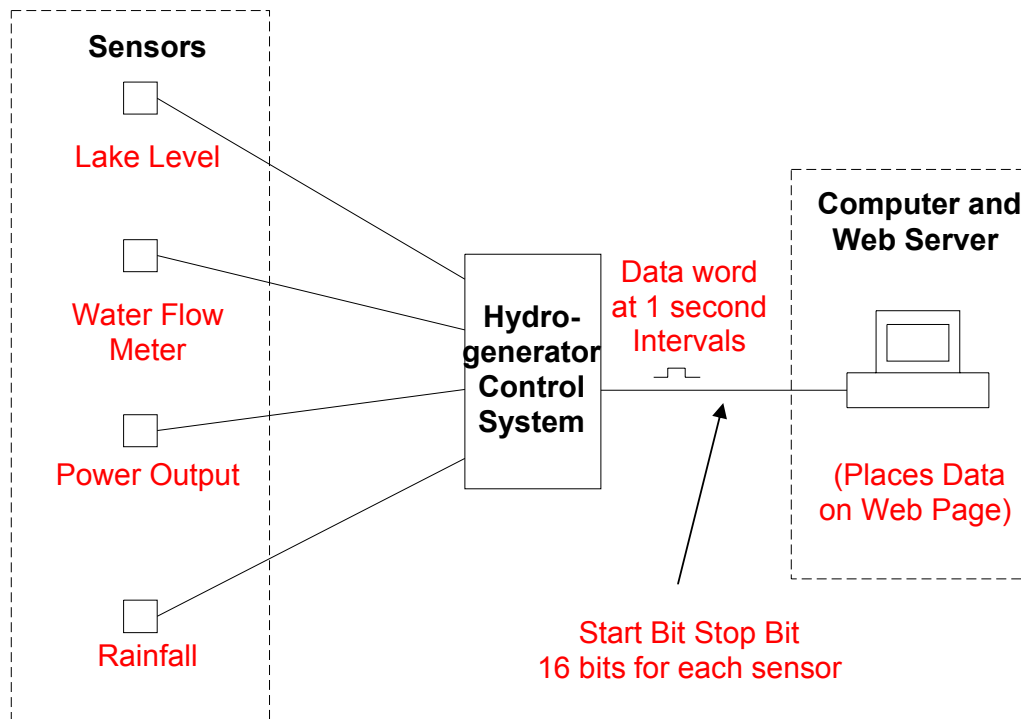 Sensors
Lake Level
Water Flow
Meter
Power Output
Rainfall
Hydro-
generator
Control
System
Data word
at 1 second
Intervals
Start Bit Stop Bit
16 bits for each sensor
Computer and
Web Server
(Places Data
on Web Page)